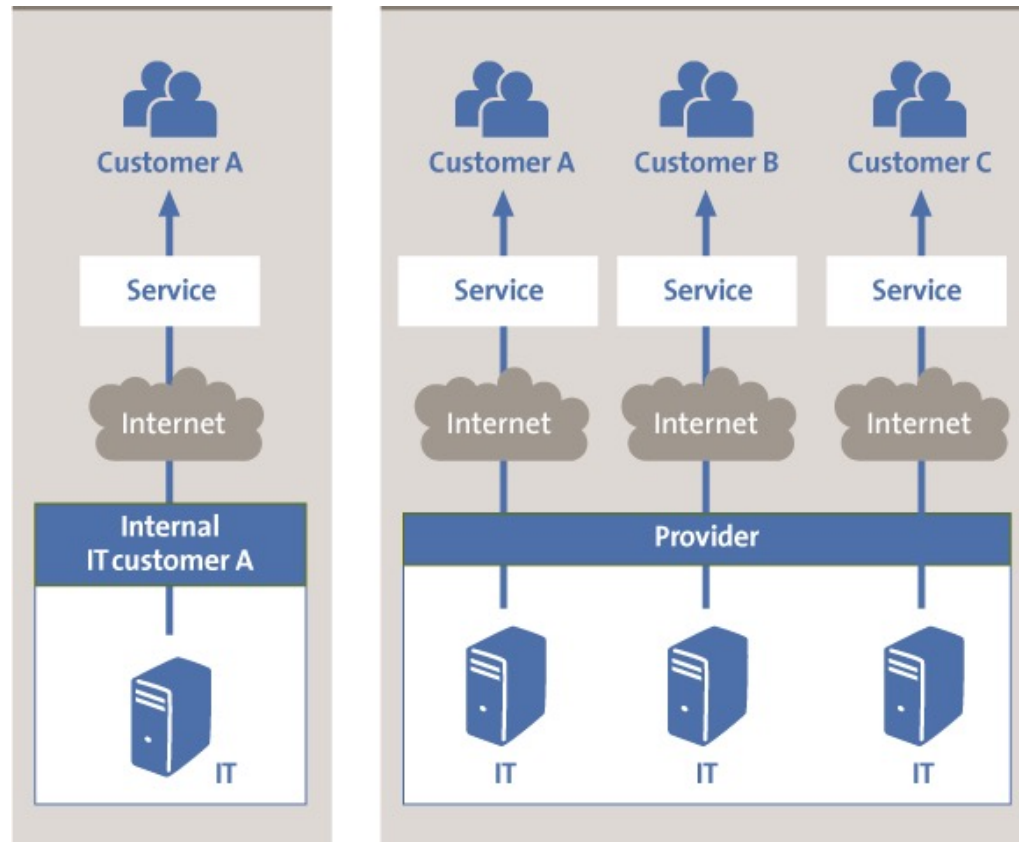 Customer A
Service
Internet
Internal
IT customer A
IT
Customer A
Customer B
Customer C
Service
Service
Service
Internet
Internet
Internet
Provider
IT
IT
IT